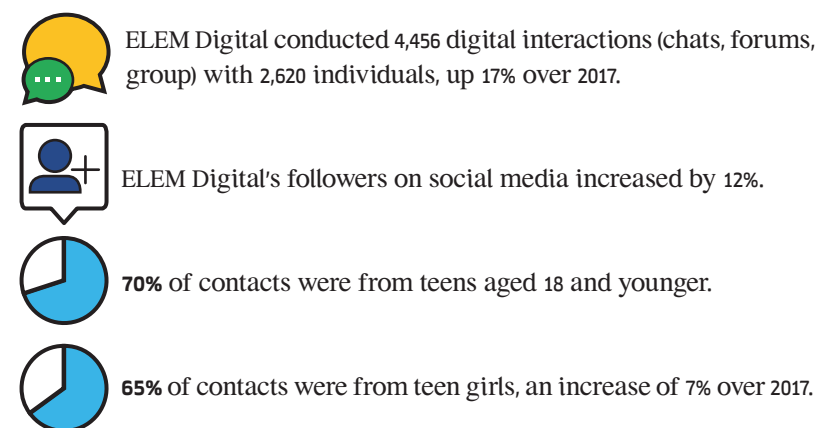 ELEM Digital conducted 4,456 digital interactions (chats, forums,
group) with 2,620 individuals, up 17% over 2017.
ELEM Digital's followers on social media increased by 12%.
70% of contacts were from teens aged 18 and younger.
65% of contacts were from teen girls, an increase of 7% over 2017.